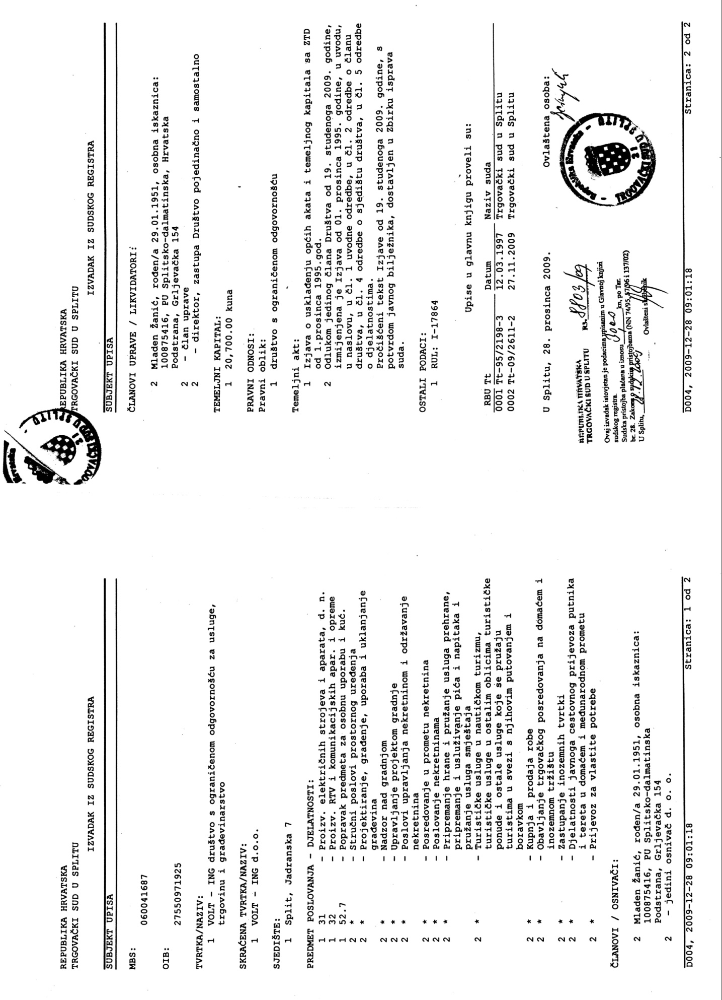 REPUBLIKA HRVATSKA
TRGOVAČKI SUD U SPLITU
IZVADAK IZ SUDSKOG REGISTRA
SUBJEKT UPISA
MBS:
060041687
OIB:
27550971925
TVRTKA/NAZIV:
1 VOLT - ING društvo s ograničenom odgovornošću za usluge,
trgovinu i građevinarstvo
SKRAĆENA TVRTKA/NAZIV:
1 VOLT - ING d.o.o.
SJEDIŠTE:
1 Split, Jadranska 7
PREDMET POSLOVANJA - DJELATNOSTI:
1 31 - Proizv. električnih strojeva i aparata, d. n.
1 32 - Proizv. RTV i komunikacijskih apar. i opreme
1 52.7 - Popravak predmeta za osobnu uporabu i kuć.
2 * - Stručni poslovi prostornog uređenja
2 * - Projektiranje, građenje, uporaba i uklanjanje
građevina
2 * - Nadzor nad gradnjom
2 * - Upravljanje projektom gradnje
2 * - Poslovi upravljanja nekretninom i održavanje
nekretnina
2 * - Posredovanje u prometu nekretnina
2 * - Poslovanje nekretninama
2 * - Pripremanje hrane i pružanje usluga prehrane,
pripremanje i usluživanje pića i napitaka i
pružanje usluga smještaja
2 * - Turističke usluge u nautičkom turizmu,
turističke usluge u ostalim oblicima turističke
ponude i ostale usluge koje se pružaju
turistima u svezi s njihovim putovanjem i
boravkom
2 * - Kupnja i prodaja robe
2 * - Obavljanje trgovačkog posredovanja na domaćem i
inozemnom tržištu
2 * - Zastupanje inozemnih tvrtki
2 * - Djelatnosti javnoga cestovnog prijevoza putnika
i tereta u domaćem i međunarodnom prometu
2 * - Prijevoz za vlastite potrebe
ČLANOVI / OSNIVAČI:
2 Mladen Žanić, rođen/a 29.01.1951, osobna iskaznica:
100875416, PU Splitsko-dalmatinska
Podstrana, Grljevačka 154
2 - jedini osnivač d. o. o.
D004, 2009-12-28 09:01:18 Stranica: 1 od 2
REPUBLIKA HRVATSKA
TRGOVAČKI SUD U SPLITU
IZVADAK IZ SUDSKOG REGISTRA
SUBJEKT UPISA
ČLANOVI UPRAVE / LIKVIDATORI:
2 Mladen Žanić, rođen/a 29.01.1951, osobna iskaznica:
100875416, PU Splitsko-dalmatinska, Hrvatska
Podstrana, Grljevačka 154
2 - član uprave
2 - direktor, zastupa Društvo pojedinačno i samostalno
TEMELJNI KAPITAL:
1 20,700.00 kuna
PRAVNI ODNOSI:
Pravni oblik:
1 društvo s ograničenom odgovornošću
Temeljni akt:
1 Izjava o usklađenju općih akata i temeljnog kapitala sa ZTD
od 1.prosinca 1995.god.
2 Odlukom jedinog člana Društva od 19. studenoga 2009. godine,
izmijenjena je Izjava od 01. prosinca 1995. godine, u uvodu,
u naslovu, u čl. 1 uvodne odredbe, u čl. 2 odredbe o članu
društva, u čl. 4 odredbe o sjedištu društva, u čl. 5 odredbe
o djelatnostima.
Pročišćeni tekst Izjave od 19. studenoga 2009. godine, s
potvrdom javnog bilježnika, dostavljen u Zbirku isprava
suda.
OSTALI PODACI:
1 RUL: I-17864
Upise u glavnu knjigu proveli su:
RBU Tt Datum Naziv suda
0001 Tt-95/2198-3 12.03.1997 Trgovački sud u Splitu
0002 Tt-09/2611-2 27.11.2009 Trgovački sud u Splitu
U Splitu, 28. prosinca 2009. Ovlaštena osoba:
Republika Hrvatska
TRGOVAČKI SUD U SPLITU
21
REPUBLIKA HRVATSKA
TRGOVAČKI SUD U SPLITU R3. 8803/09
Ovaj izvadak istovjetan je podacima upisanim u Glavnoj knjizi
sudskog registra.
Sudska pristojba plaćena u iznosu kn, po Tar.
br. 28. Zakona o sudskim pristojbama (NN 74/95, 57/96 i 137/02)
U Splitu, 28.12.2009 Ovlašteni službenik
D004, 2009-12-28 09:01:18 Stranica: 2 od 2